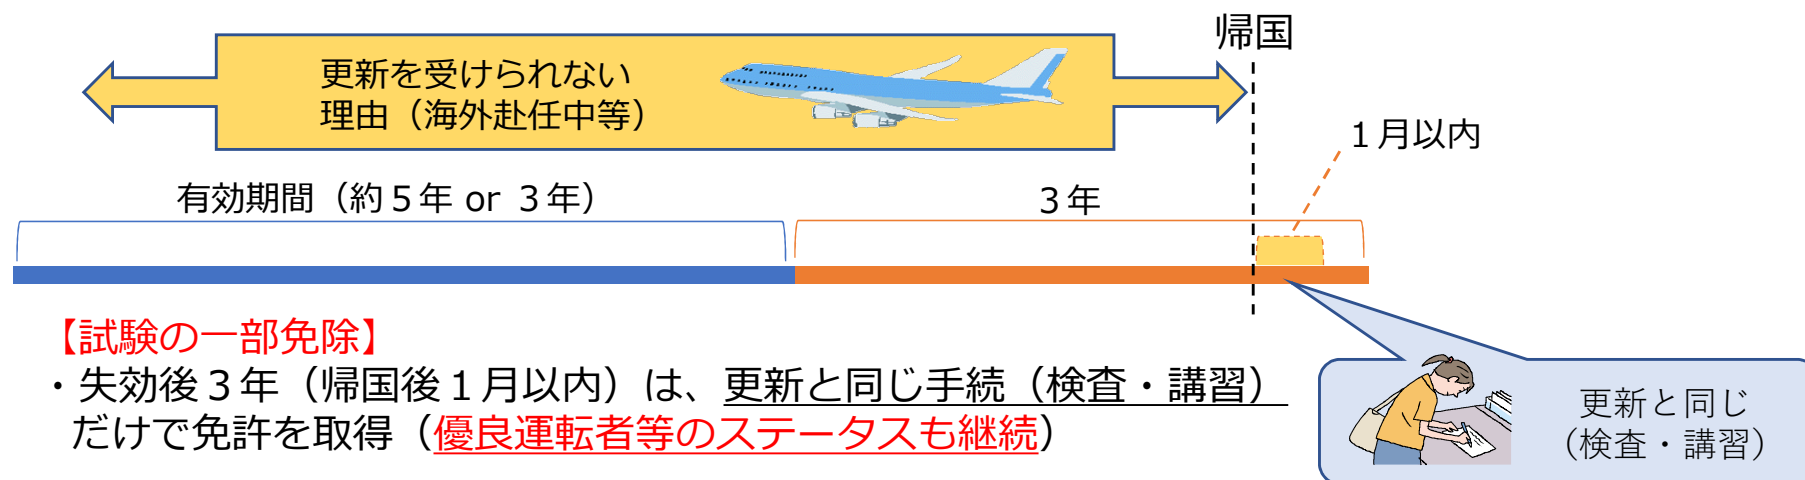 帰国
更新を受けられない
理由（海外赴任中等）
１月以内
有効期間（約５年 or ３年）
３年
【試験の一部免除】
・失効後３年（帰国後１月以内）は、更新と同じ手続（検査・講習）
だけで免許を取得（優良運転者等のステータスも継続）
更新と同じ
（検査・講習）